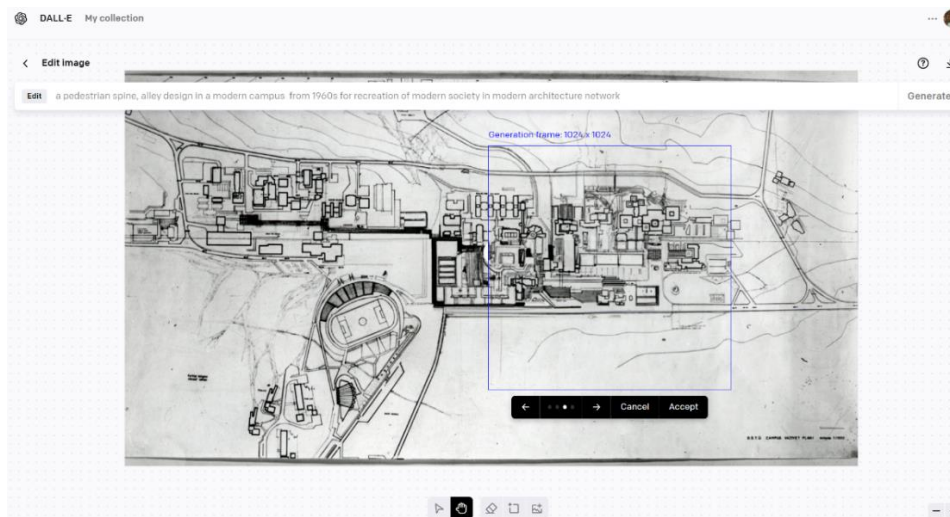 DALL·E My collection
Edit image
Edit a pedestrian spine, alley design in a modern campus from 1960s for recreation of modern society in modern architecture network Generate
Generation frame: 1024 x 1024
Cancel Accept
CAMPUS